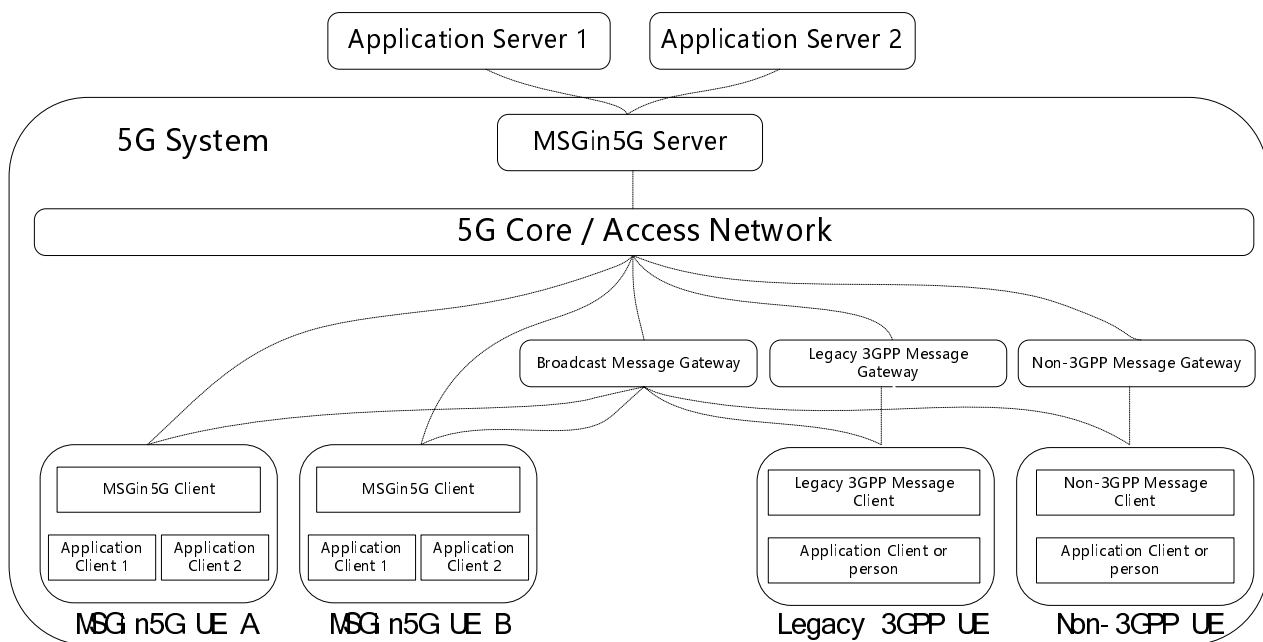 Application Server 1
Application Server 2
5G System
MSGin5G Server
5G Core / Access Network
Broadcast Message Gateway
Legacy 3GPP Message
Gateway
Non-3GPP Message Gateway
MSGin5G Client
Application
Client 1
Application
Client 2
MSGin5G UE A
MSGin5G Client
Application
Client 1
Application
Client 2
MSGin5G UE B
Legacy 3GPP Message
Client
Application Client or
person
Legacy 3GPP UE
Non-3GPP Message
Client
Application Client or
person
Non-3GPP UE